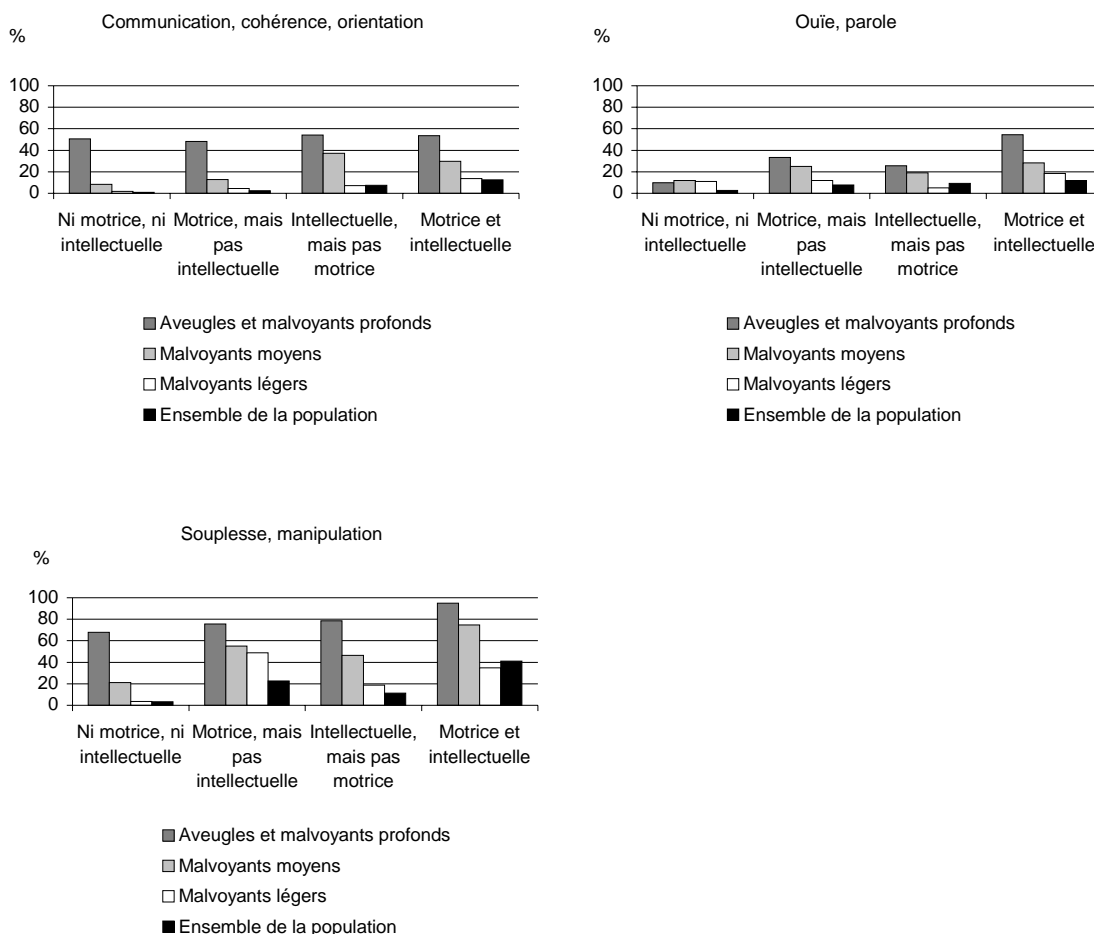 Communication, cohérence, orientation
%
100
80
60
40
20
0
Ni motrice, ni
intellectuelle
Motrice, mais
pas
intellectuelle
Intellectuelle,
mais pas
motrice
Motrice et
intellectuelle
Aveugles et malvoyants profonds
Malvoyants moyens
Malvoyants légers
Ensemble de la population
Ouïe, parole
%
100
80
60
40
20
0
Ni motrice, ni
intellectuelle
Motrice, mais
pas
intellectuelle
Intellectuelle,
mais pas
motrice
Motrice et
intellectuelle
Aveugles et malvoyants profonds
Malvoyants moyens
Malvoyants légers
Ensemble de la population
Souplesse, manipulation
%
100
80
60
40
20
0
Ni motrice, ni
intellectuelle
Motrice, mais
pas
intellectuelle
Intellectuelle,
mais pas
motrice
Motrice et
intellectuelle
Aveugles et malvoyants profonds
Malvoyants moyens
Malvoyants légers
Ensemble de la population